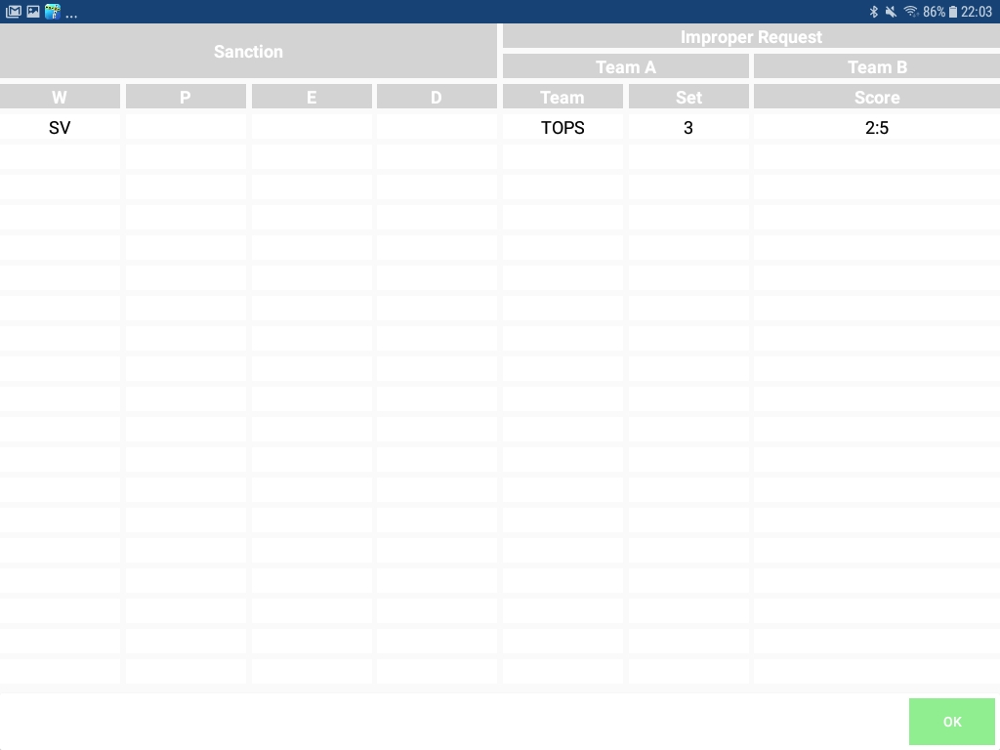 ... 86% 22:03
Sanction Improper Request
Team A Team B
W P E D Team Set Score
SV TOPS 3 2:5
OK